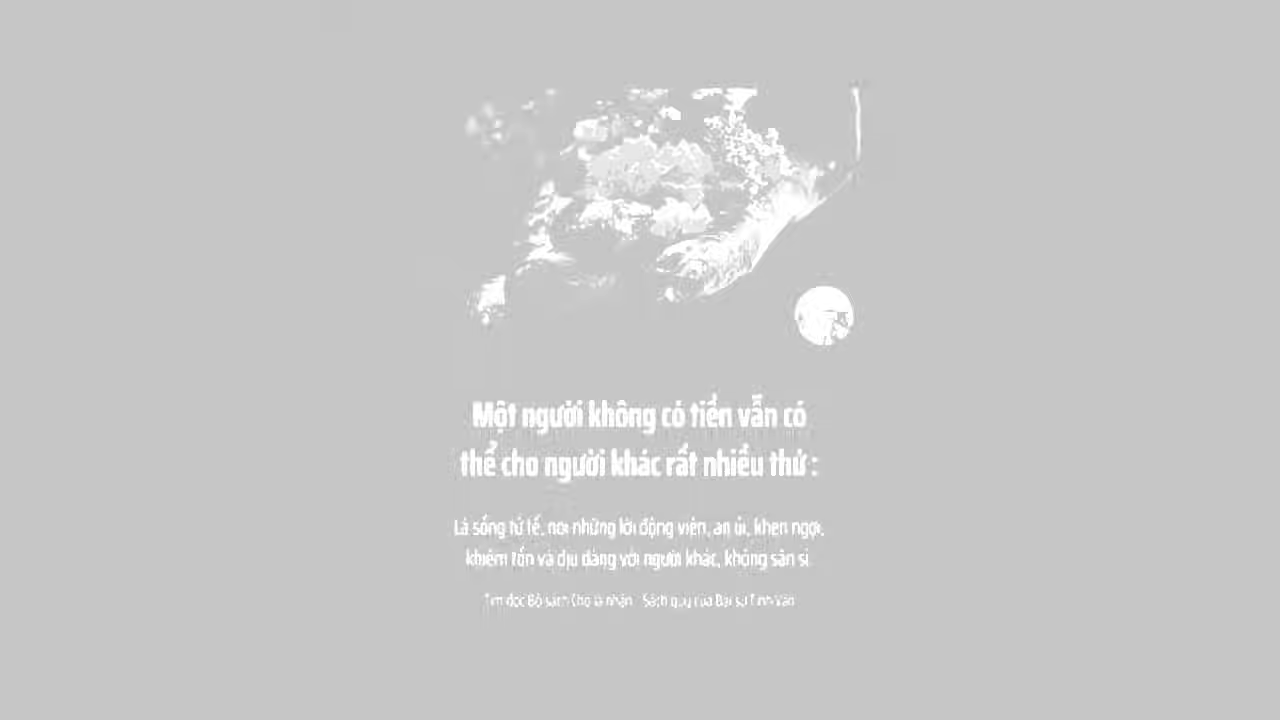 Một người không có tiền vẫn có
thể cho người khác rất nhiều thứ :
Là sống tử tế, nói những lời động viên, an ủi, khen ngợi,
khiêm tốn và dịu dàng với người khác, không sân si
Tìm đọc Bộ sách Cho là nhận - Sách quý của Đại sư Tinh Vân